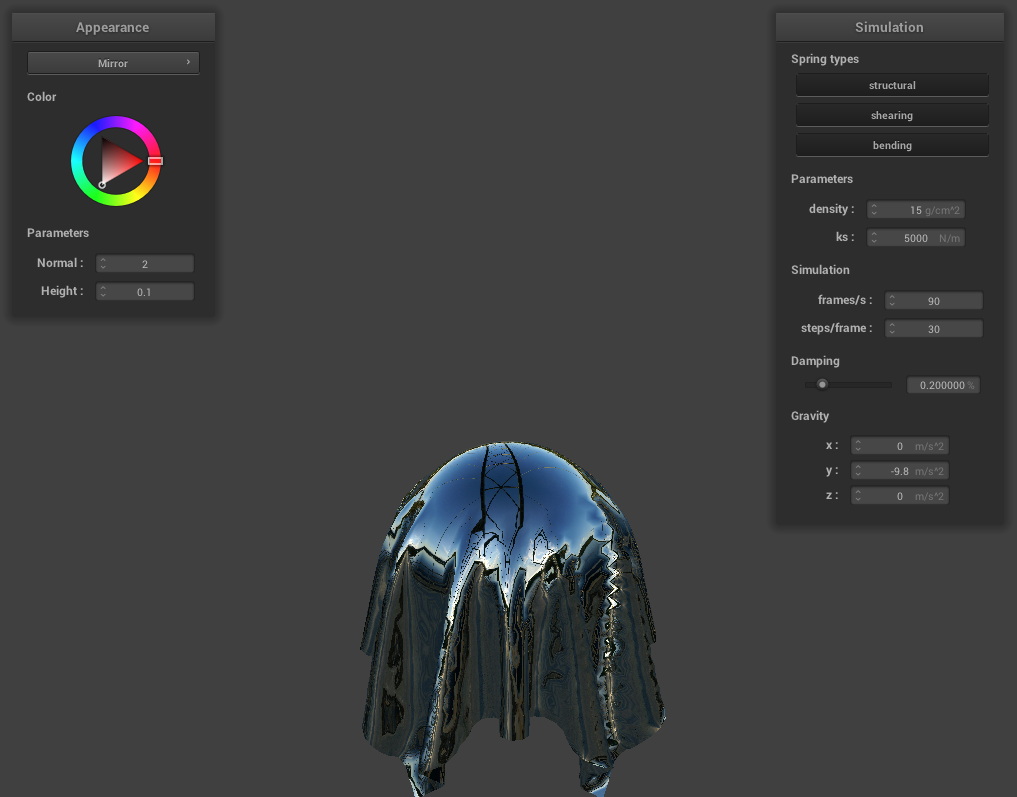 Appearance
Mirror
Color
Parameters
Normal : 2
Height : 0.1
Simulation
Spring types
structural
shearing
bending
Parameters
density : 15 g/cm^2
ks : 5000 N/m
Simulation
frames/s : 90
steps/frame : 30
Damping
0.200000 %
Gravity
x : 0 m/s^2
y : -9.8 m/s^2
z : 0 m/s^2